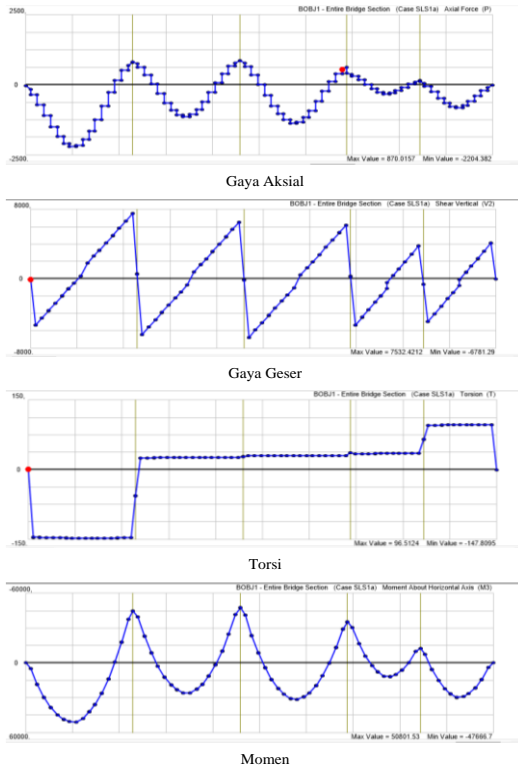 BOBJ1 - Entire Bridge Section (Case SLS1a) Axial Force (P)
2500.
0
-2500.
Max Value = 870.0157 Min Value = -2204.382
Gaya Aksial
BOBJ1 - Entire Bridge Section (Case SLS1a) Shear Vertical (V2)
8000.
0
-8000.
Max Value = 7532.4212 Min Value = -6781.29
Gaya Geser
BOBJ1 - Entire Bridge Section (Case SLS1a) Torsion (T)
150.
0
-150.
Max Value = 96.5124 Min Value = -147.8095
Torsi
BOBJ1 - Entire Bridge Section (Case SLS1a) Moment About Horizontal Axis (M3)
-60000.
0
60000.
Max Value = 50801.53 Min Value = -47666.7
Momen